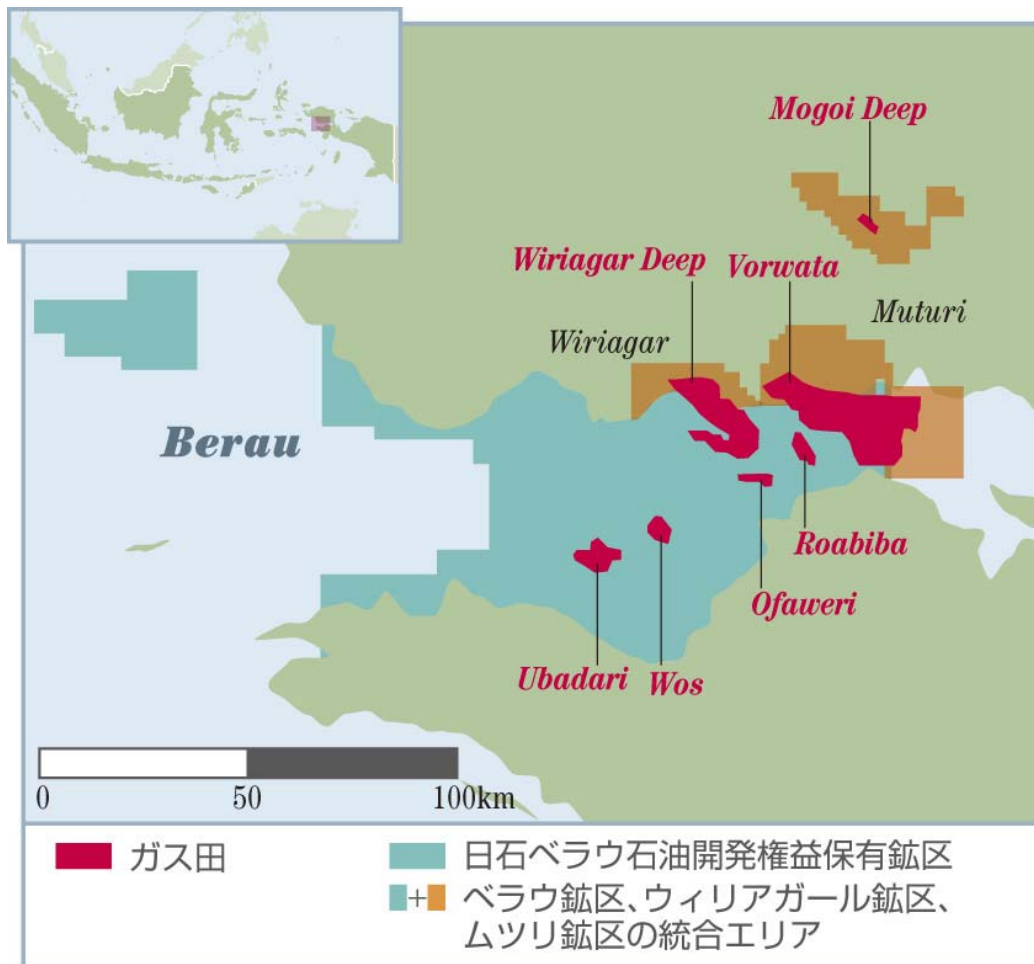 Mogoi Deep
Wiriagar Deep
Vorwata
Muturi
Wiriagar
Berau
Roabiba
Ofaweri
Ubadari
Wos
0
50
100km
ガス田
日石ベラウ石油開発権益保有鉱区
+
ベラウ鉱区、ウィリアガール鉱区、
ムツリ鉱区の統合エリア